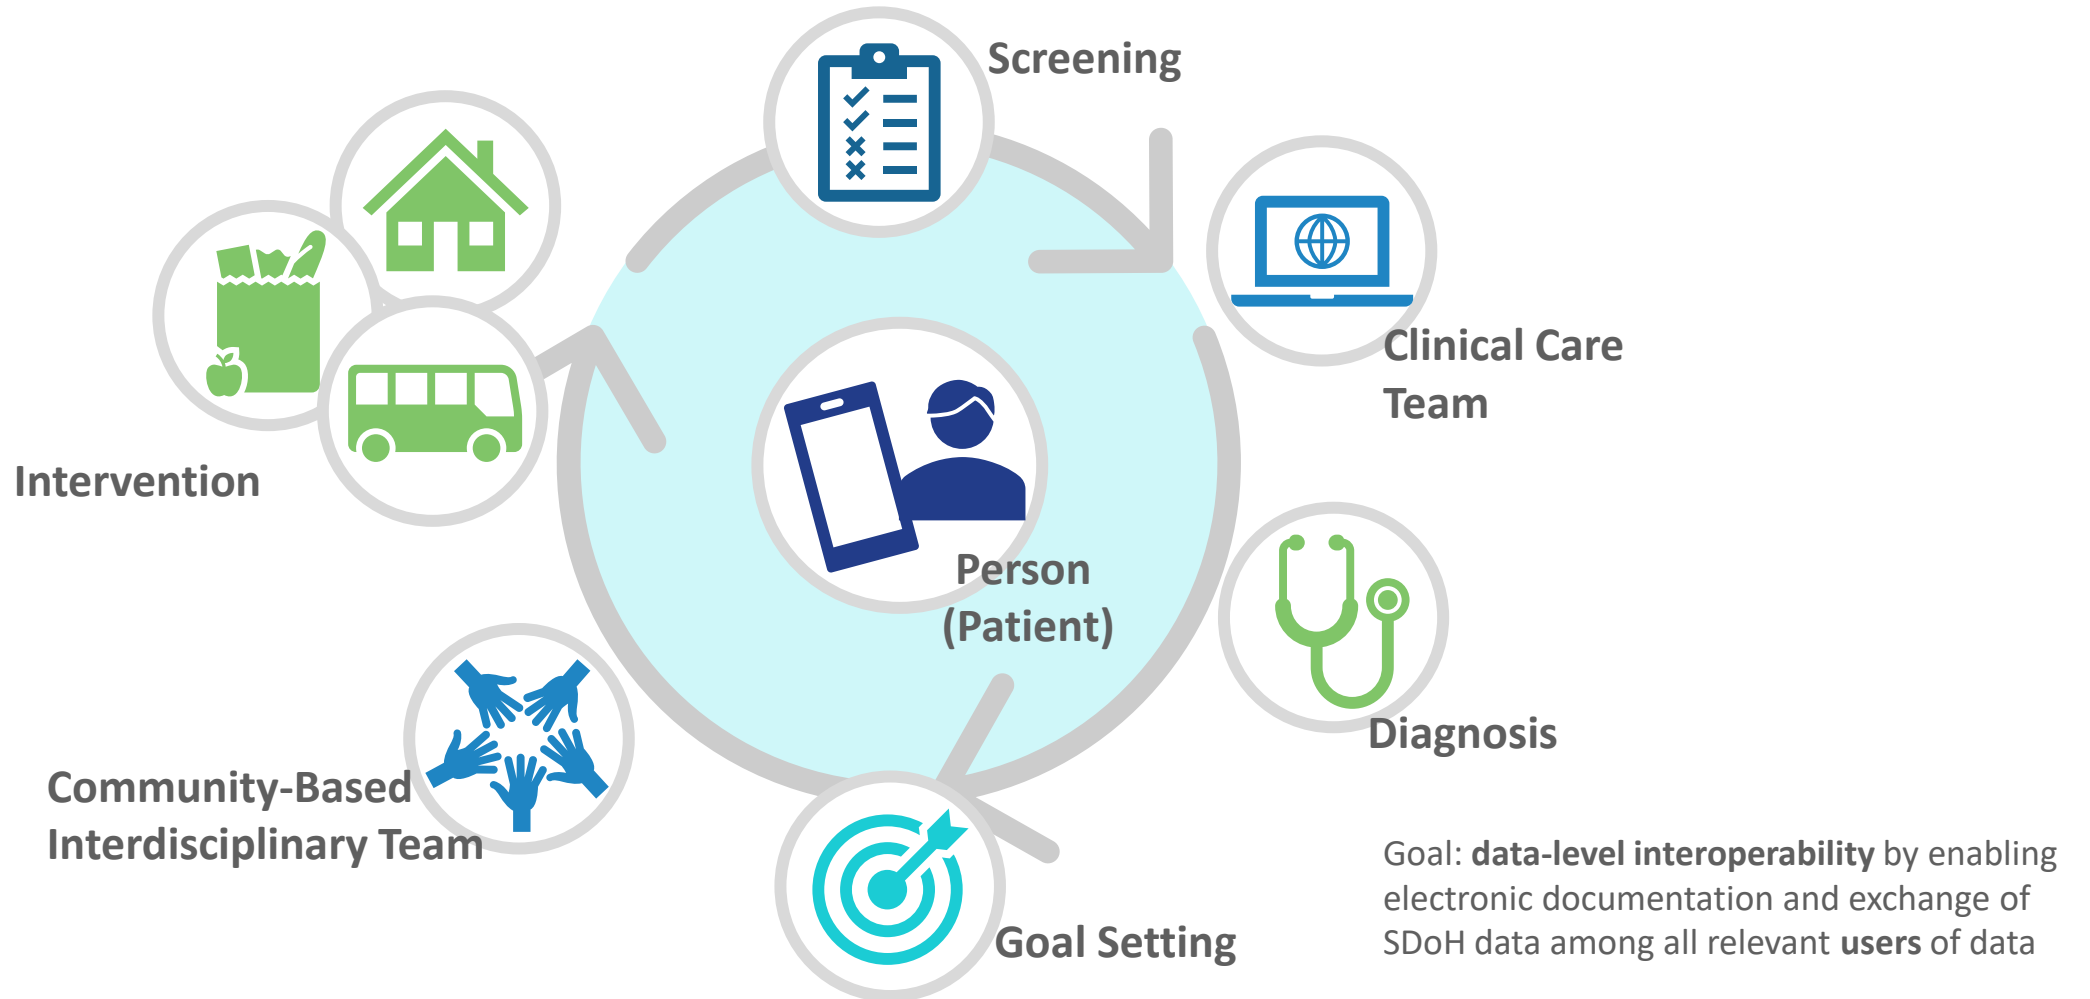 Screening
Clinical Care
Team
Intervention
Person
(Patient)
Diagnosis
Community-Based
Interdisciplinary Team
Goal Setting
Goal: data-level interoperability by enabling
electronic documentation and exchange of
SDoH data among all relevant users of data